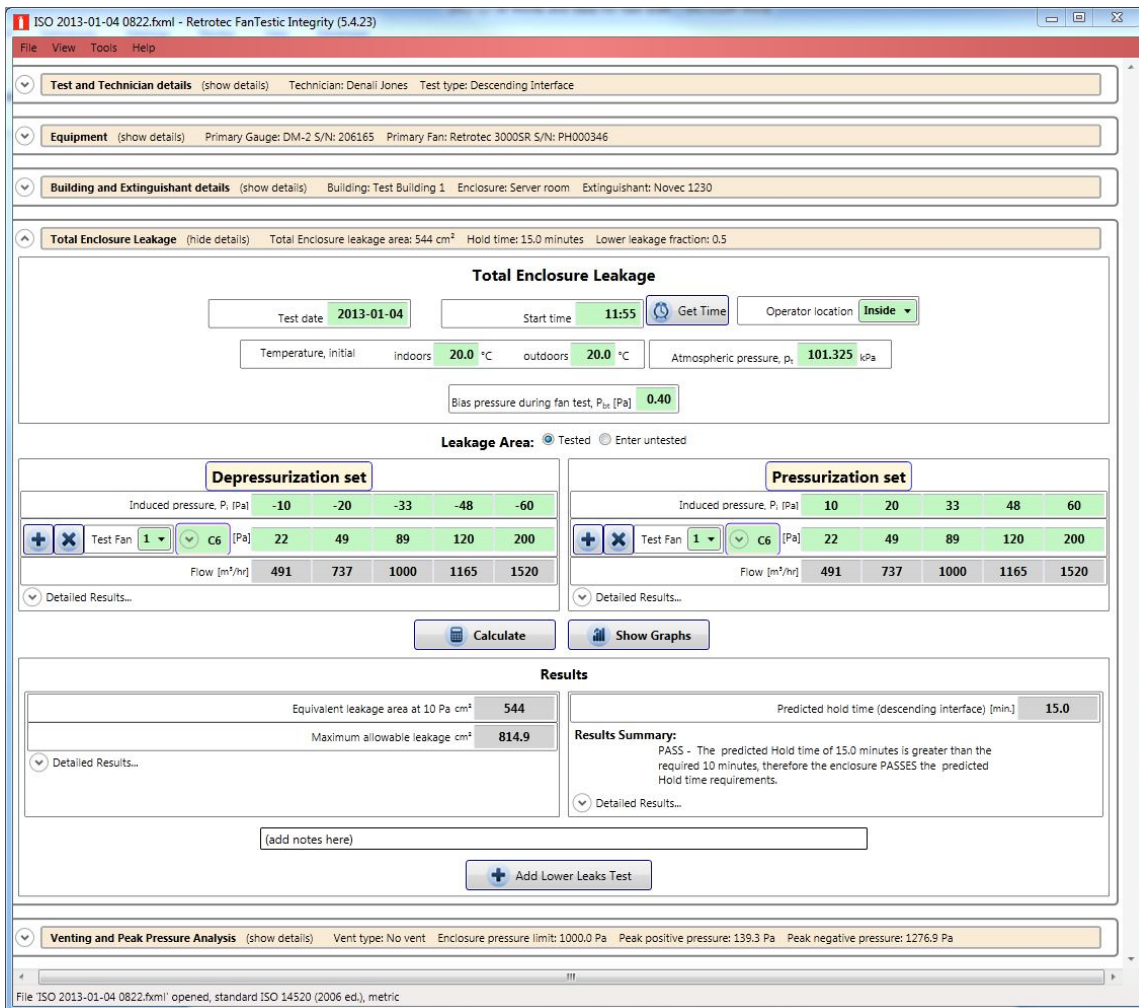 ISO 2013-01-04 0822.fxml - Retrotec FanTestic Integrity (5.4.23)
File View Tools Help
Test and Technician details (show details) Technician: Denali Jones Test type: Descending Interface
Equipment (show details) Primary Gauge: DM-2 S/N: 206165 Primary Fan: Retrotec 3000SR S/N: PH000346
Building and Extinguishant details (show details) Building: Test Building 1 Enclosure: Server room Extinguishant: Novec 1230
Total Enclosure Leakage (hide details) Total Enclosure leakage area: 544 cm² Hold time: 15.0 minutes Lower leakage fraction: 0.5
Total Enclosure Leakage
Test date 2013-01-04 Start time 11:55 Get Time Operator location Inside
Temperature, initial indoors 20.0 °C outdoors 20.0 °C Atmospheric pressure, pₜ 101.325 kPa
Bias pressure during fan test, Pbt [Pa] 0.40
Leakage Area: Tested Enter untested
Depressurization set
Induced pressure, Pᵢ [Pa] -10 -20 -33 -48 -60
Test Fan 1 C6 [Pa] 22 49 89 120 200
Flow [m³/hr] 491 737 1000 1165 1520
Detailed Results...
Pressurization set
Induced pressure, Pᵢ [Pa] 10 20 33 48 60
Test Fan 1 C6 [Pa] 22 49 89 120 200
Flow [m³/hr] 491 737 1000 1165 1520
Detailed Results...
Calculate Show Graphs
Results
Equivalent leakage area at 10 Pa cm² 544
Maximum allowable leakage cm² 814.9
Detailed Results...
Predicted hold time (descending interface) [min.] 15.0
Results Summary:
PASS - The predicted Hold time of 15.0 minutes is greater than the
required 10 minutes, therefore the enclosure PASSES the predicted
Hold time requirements.
Detailed Results...
(add notes here)
Add Lower Leaks Test
Venting and Peak Pressure Analysis (show details) Vent type: No vent Enclosure pressure limit: 1000.0 Pa Peak positive pressure: 139.3 Pa Peak negative pressure: 1276.9 Pa
File 'ISO 2013-01-04 0822.fxml' opened, standard ISO 14520 (2006 ed.), metric